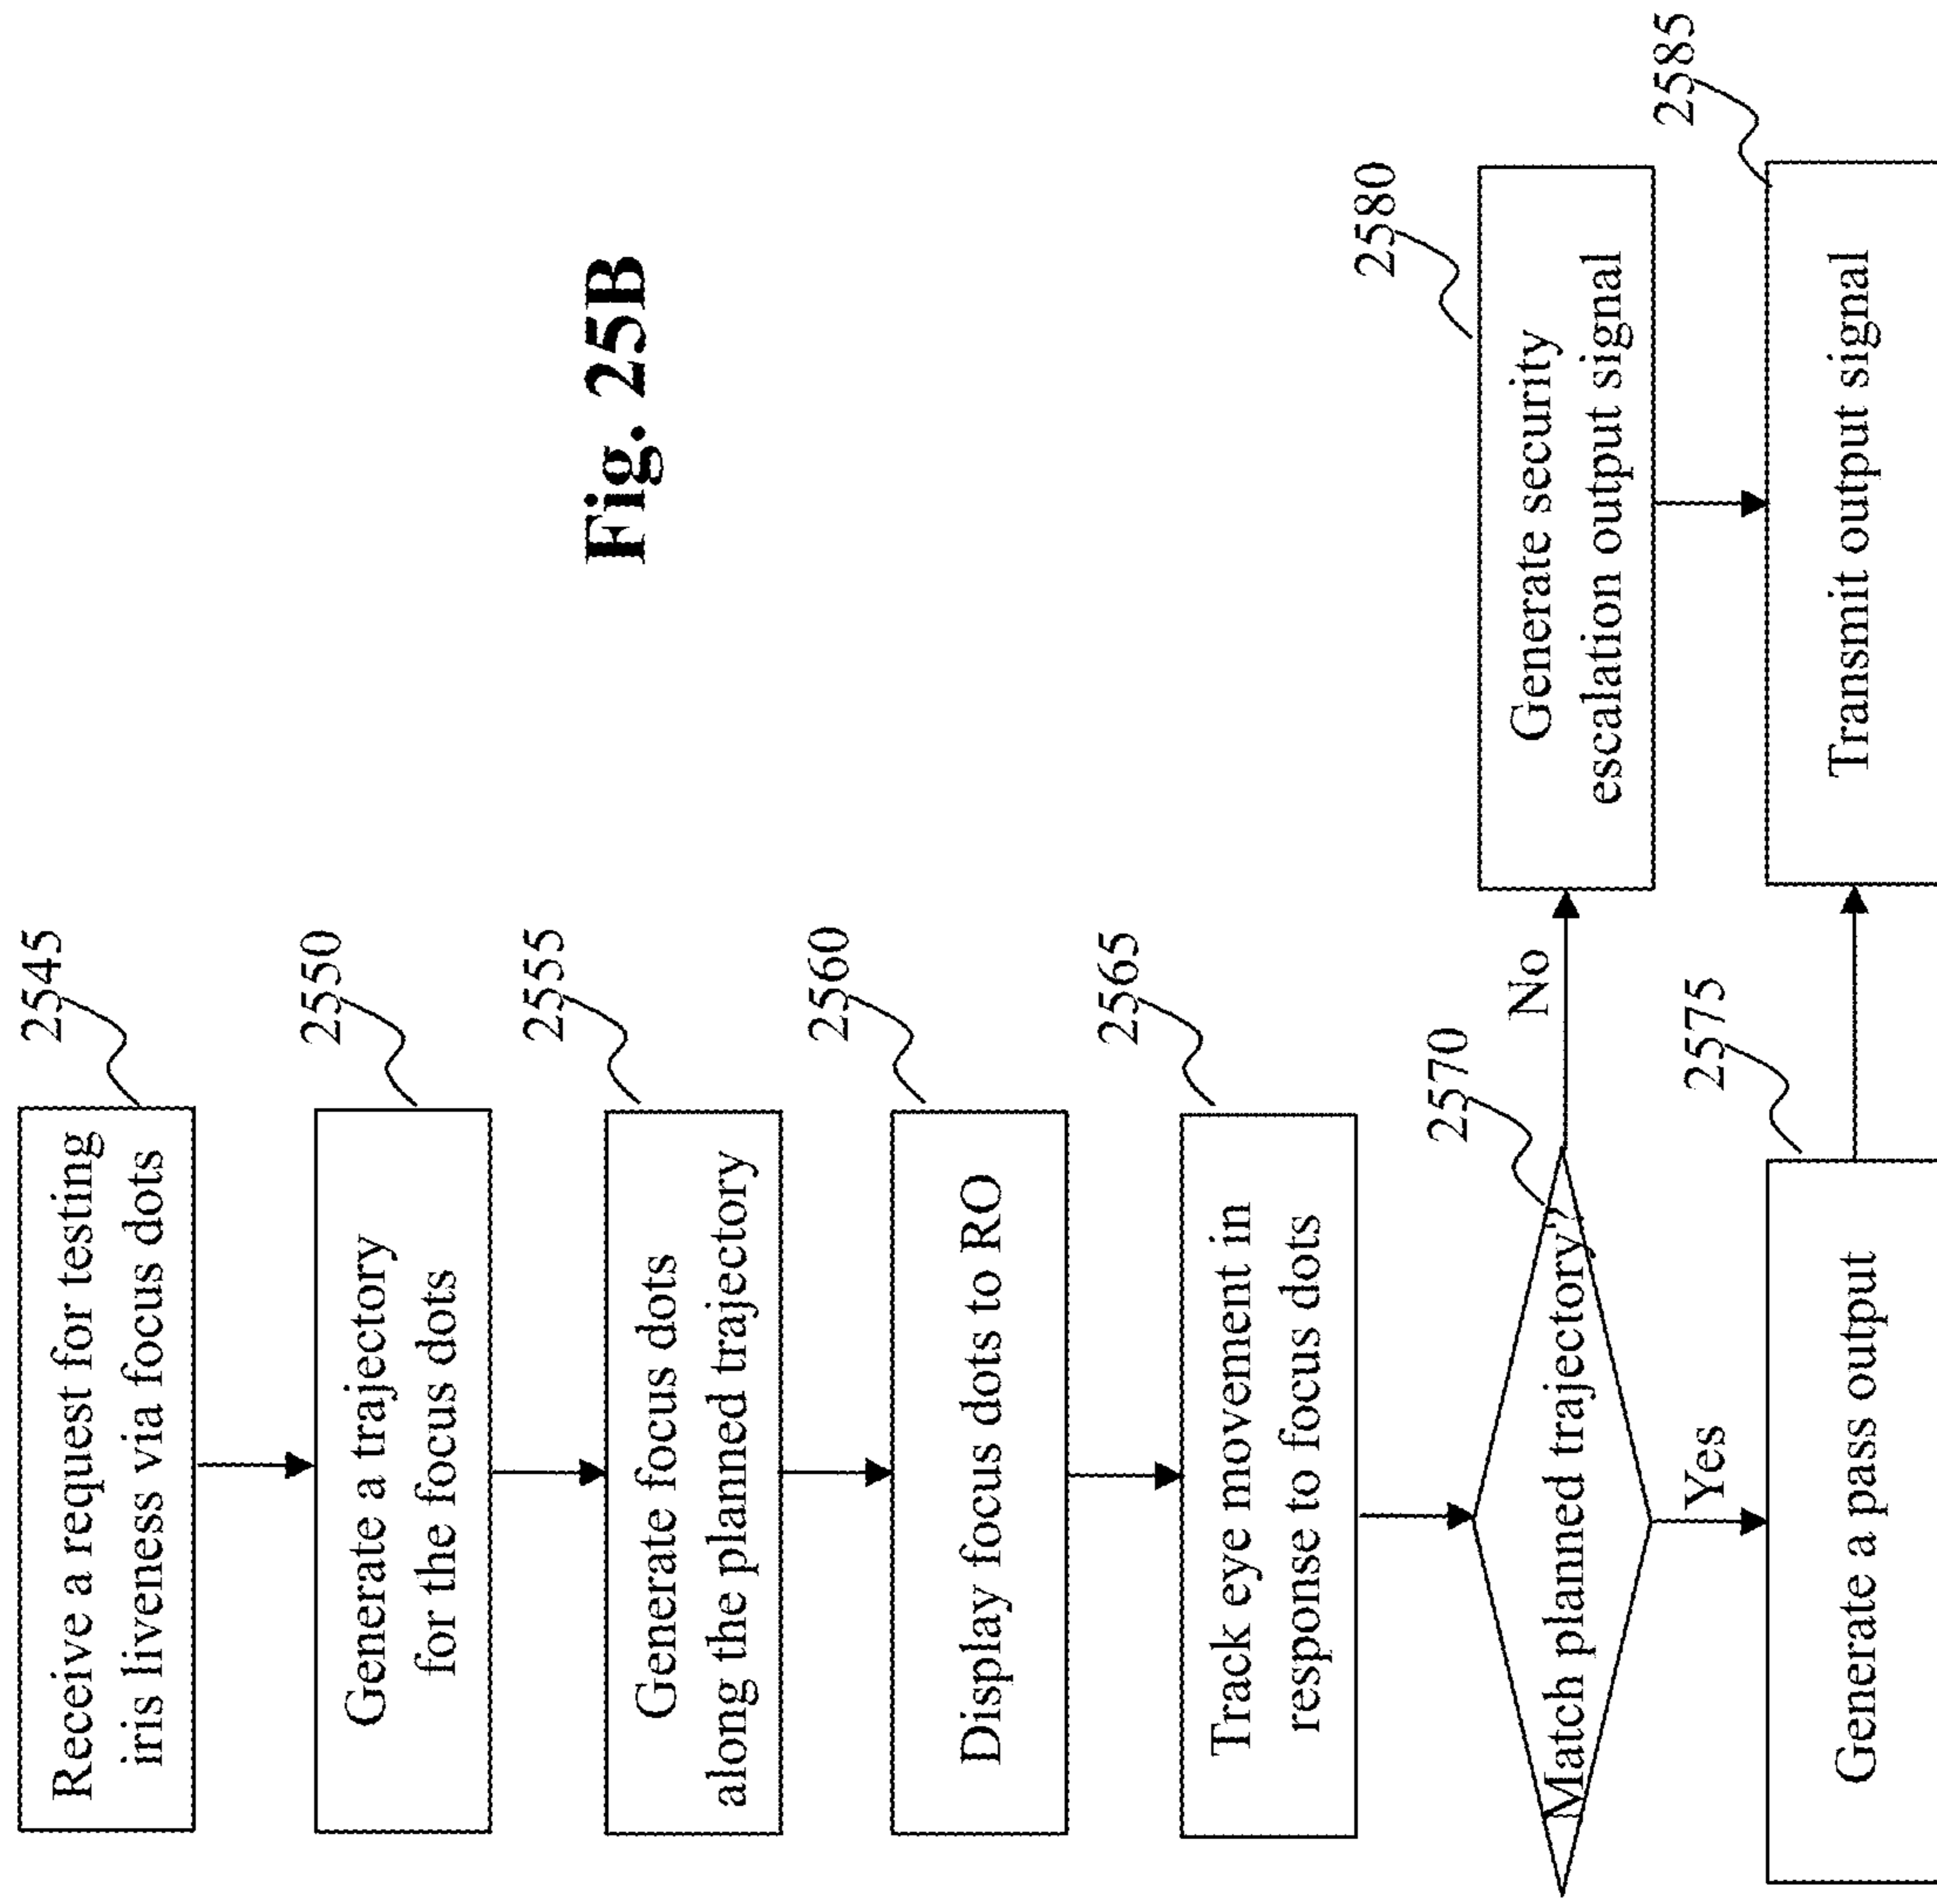 2545
Receive a request for testing
iris liveness via focus dots
2550
Generate a trajectory
for the focus dots
2555
Generate focus dots
along the planned trajectory
2560
Display focus dots to RO
2565
Track eye movement in
response to focus dots
2570
Match planned trajectory?
No
Yes
2580
Generate security
escalation output signal
2575
Generate a pass output
2585
Transmit output signal
Fig. 25B